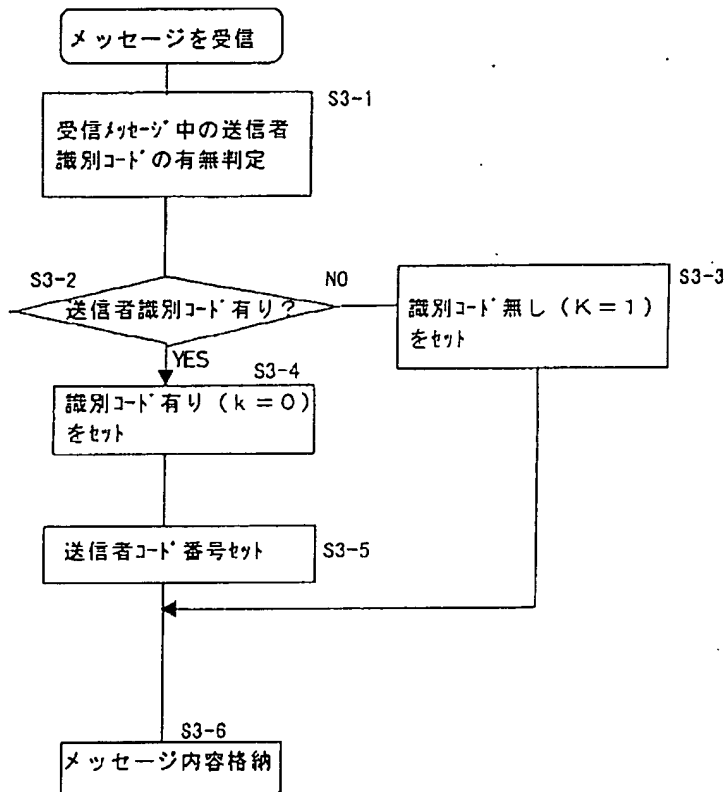 メッセージを受信
S3-1
受信メッセージ中の送信者
識別コードの有無判定
S3-2
送信者識別コード有り?
NO
S3-3
識別コード無し (K=1)
をセット
YES
S3-4
識別コード有り (k=0)
をセット
送信者コード番号セット
S3-5
S3-6
メッセージ内容格納